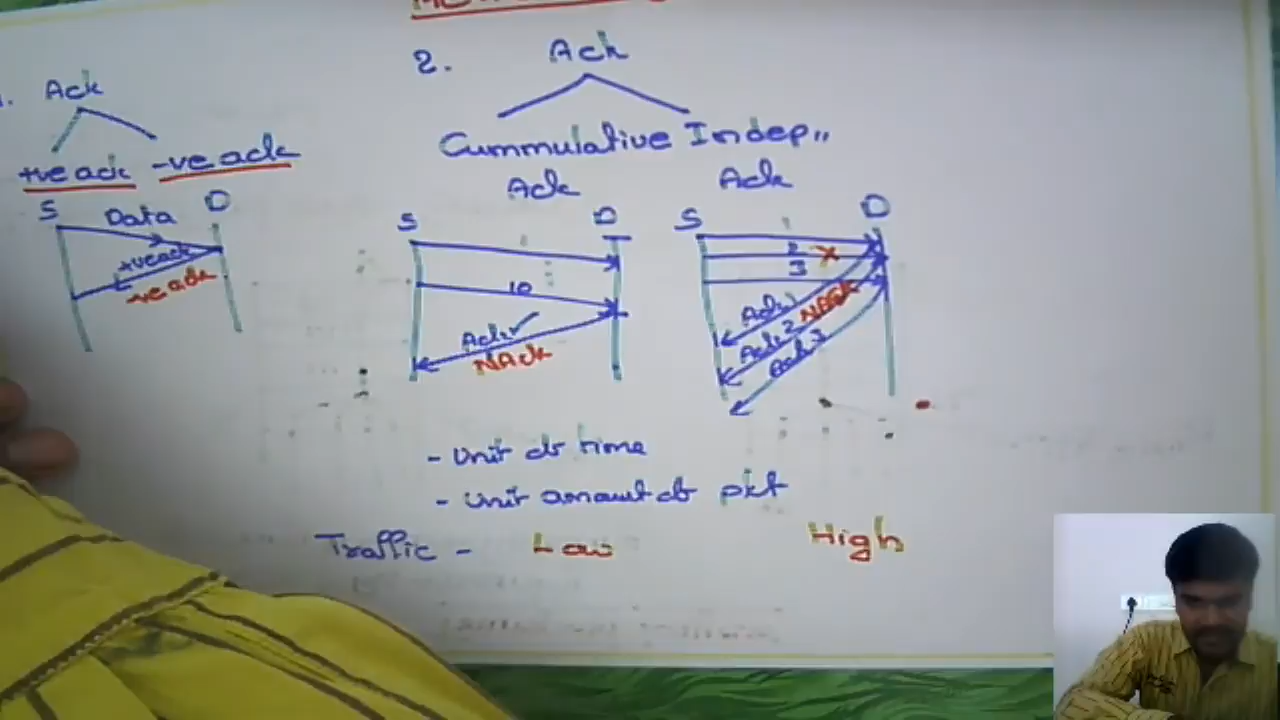 Ack
+ve ack -ve ack
S D
Data
+ve ack
-ve ack
2. Ack
Cummulative Indep..
Ack Ack
S D
10
Ack
NAck
S D
2
3
Ack 1
NAck
Ack 2
Ack 3
- Unit of time
- Unit amount of pkt
Traffic - Low High